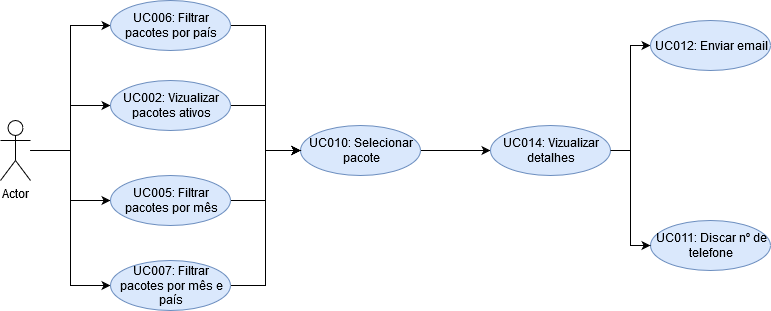 UC006: Filtrar
pacotes por país
UC002: Vizualizar
pacotes ativos
Actor
UC005: Filtrar
pacotes por mês
UC007: Filtrar
pacotes por mês e
país
UC010: Selecionar
pacote
UC014: Vizualizar
detalhes
UC012: Enviar email
UC011: Discar nº de
telefone